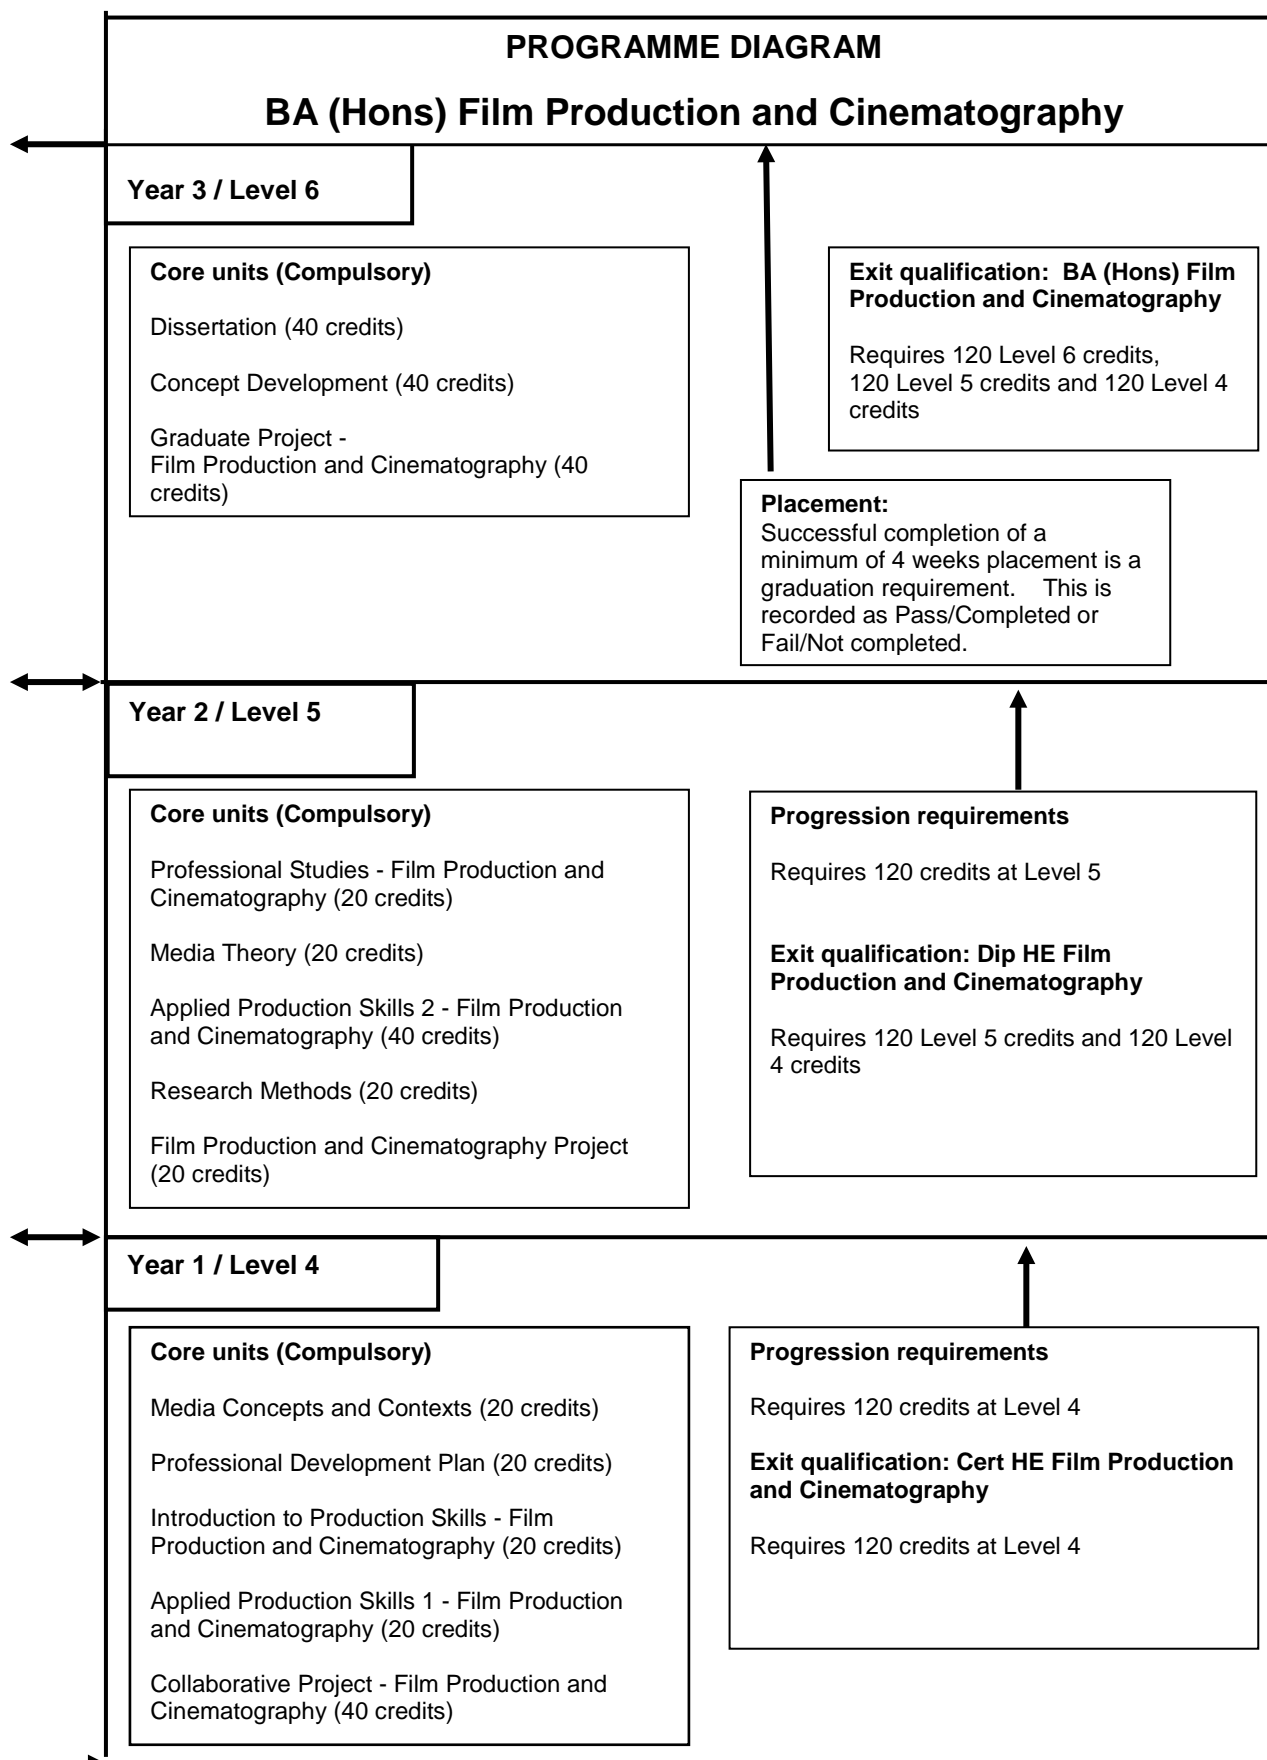 PROGRAMME DIAGRAM
BA (Hons) Film Production and Cinematography
Year 3 / Level 6
Core units (Compulsory)
Dissertation (40 credits)
Concept Development (40 credits)
Graduate Project -
Film Production and Cinematography (40
credits)
Exit qualification:  BA (Hons) Film
Production and Cinematography
Requires 120 Level 6 credits,
120 Level 5 credits and 120 Level 4
credits
Placement:
Successful completion of a
minimum of 4 weeks placement is a
graduation requirement.    This is
recorded as Pass/Completed or
Fail/Not completed.
Year 2 / Level 5
Core units (Compulsory)
Professional Studies - Film Production and
Cinematography (20 credits)
Media Theory (20 credits)
Applied Production Skills 2 - Film Production
and Cinematography (40 credits)
Research Methods (20 credits)
Film Production and Cinematography Project
(20 credits)
Progression requirements
Requires 120 credits at Level 5
Exit qualification: Dip HE Film
Production and Cinematography
Requires 120 Level 5 credits and 120 Level
4 credits
Year 1 / Level 4
Core units (Compulsory)
Media Concepts and Contexts (20 credits)
Professional Development Plan (20 credits)
Introduction to Production Skills - Film
Production and Cinematography (20 credits)
Applied Production Skills 1 - Film Production
and Cinematography (20 credits)
Collaborative Project - Film Production and
Cinematography (40 credits)
Progression requirements
Requires 120 credits at Level 4
Exit qualification: Cert HE Film Production
and Cinematography
Requires 120 credits at Level 4